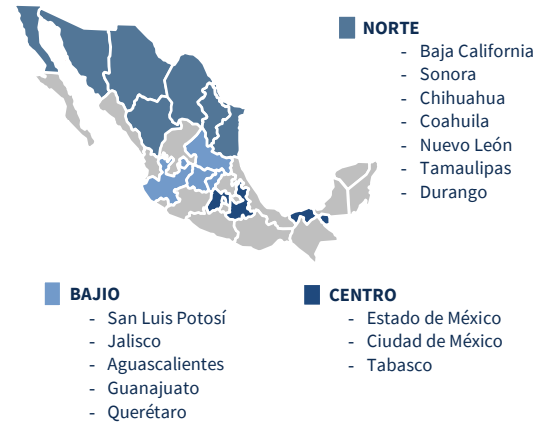 NORTE
- Baja California
- Sonora
- Chihuahua
- Coahuila
- Nuevo León
- Tamaulipas
- Durango
BAJIO
- San Luis Potosí
- Jalisco
- Aguascalientes
- Guanajuato
- Querétaro
CENTRO
- Estado de México
- Ciudad de México
- Tabasco